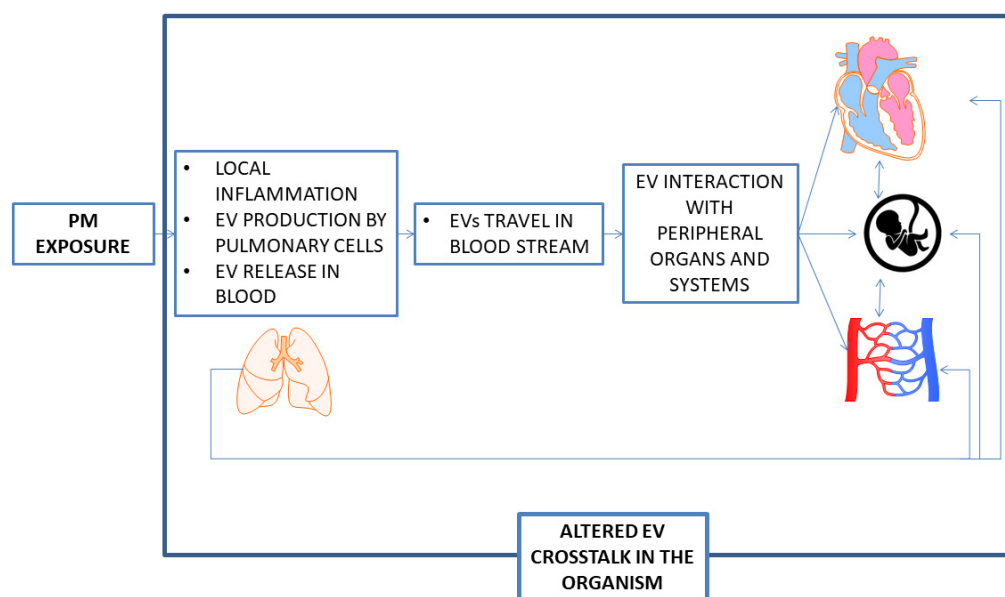 PM
EXPOSURE
• LOCAL
INFLAMMATION
• EV PRODUCTION BY
PULMONARY CELLS
• EV RELEASE IN
BLOOD
• EVs TRAVEL IN
BLOOD STREAM
EV INTERACTION
WITH
PERIPHERAL
ORGANS AND
SYSTEMS
ALTERED EV
CROSSTALK IN THE
ORGANISM